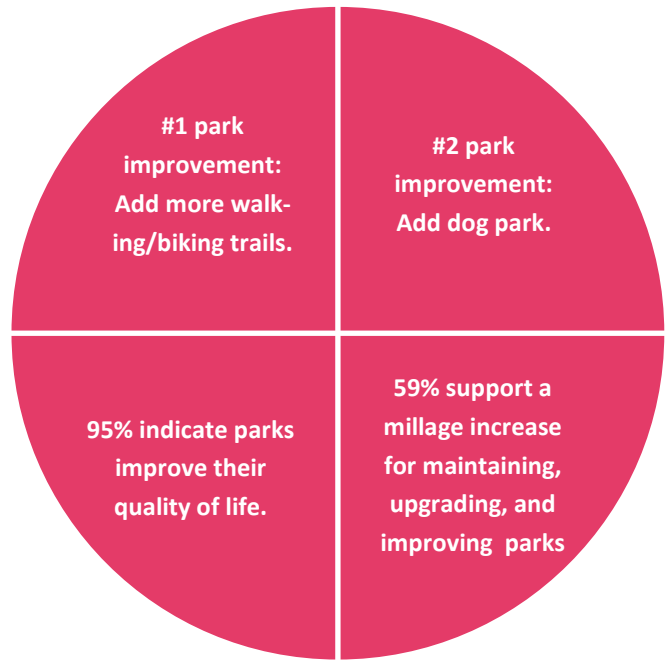 #1 park
improvement:
Add more walk-
ing/biking trails.
#2 park
improvement:
Add dog park.
95% indicate parks
improve their
quality of life.
59% support a
millage increase
for maintaining,
upgrading, and
improving  parks